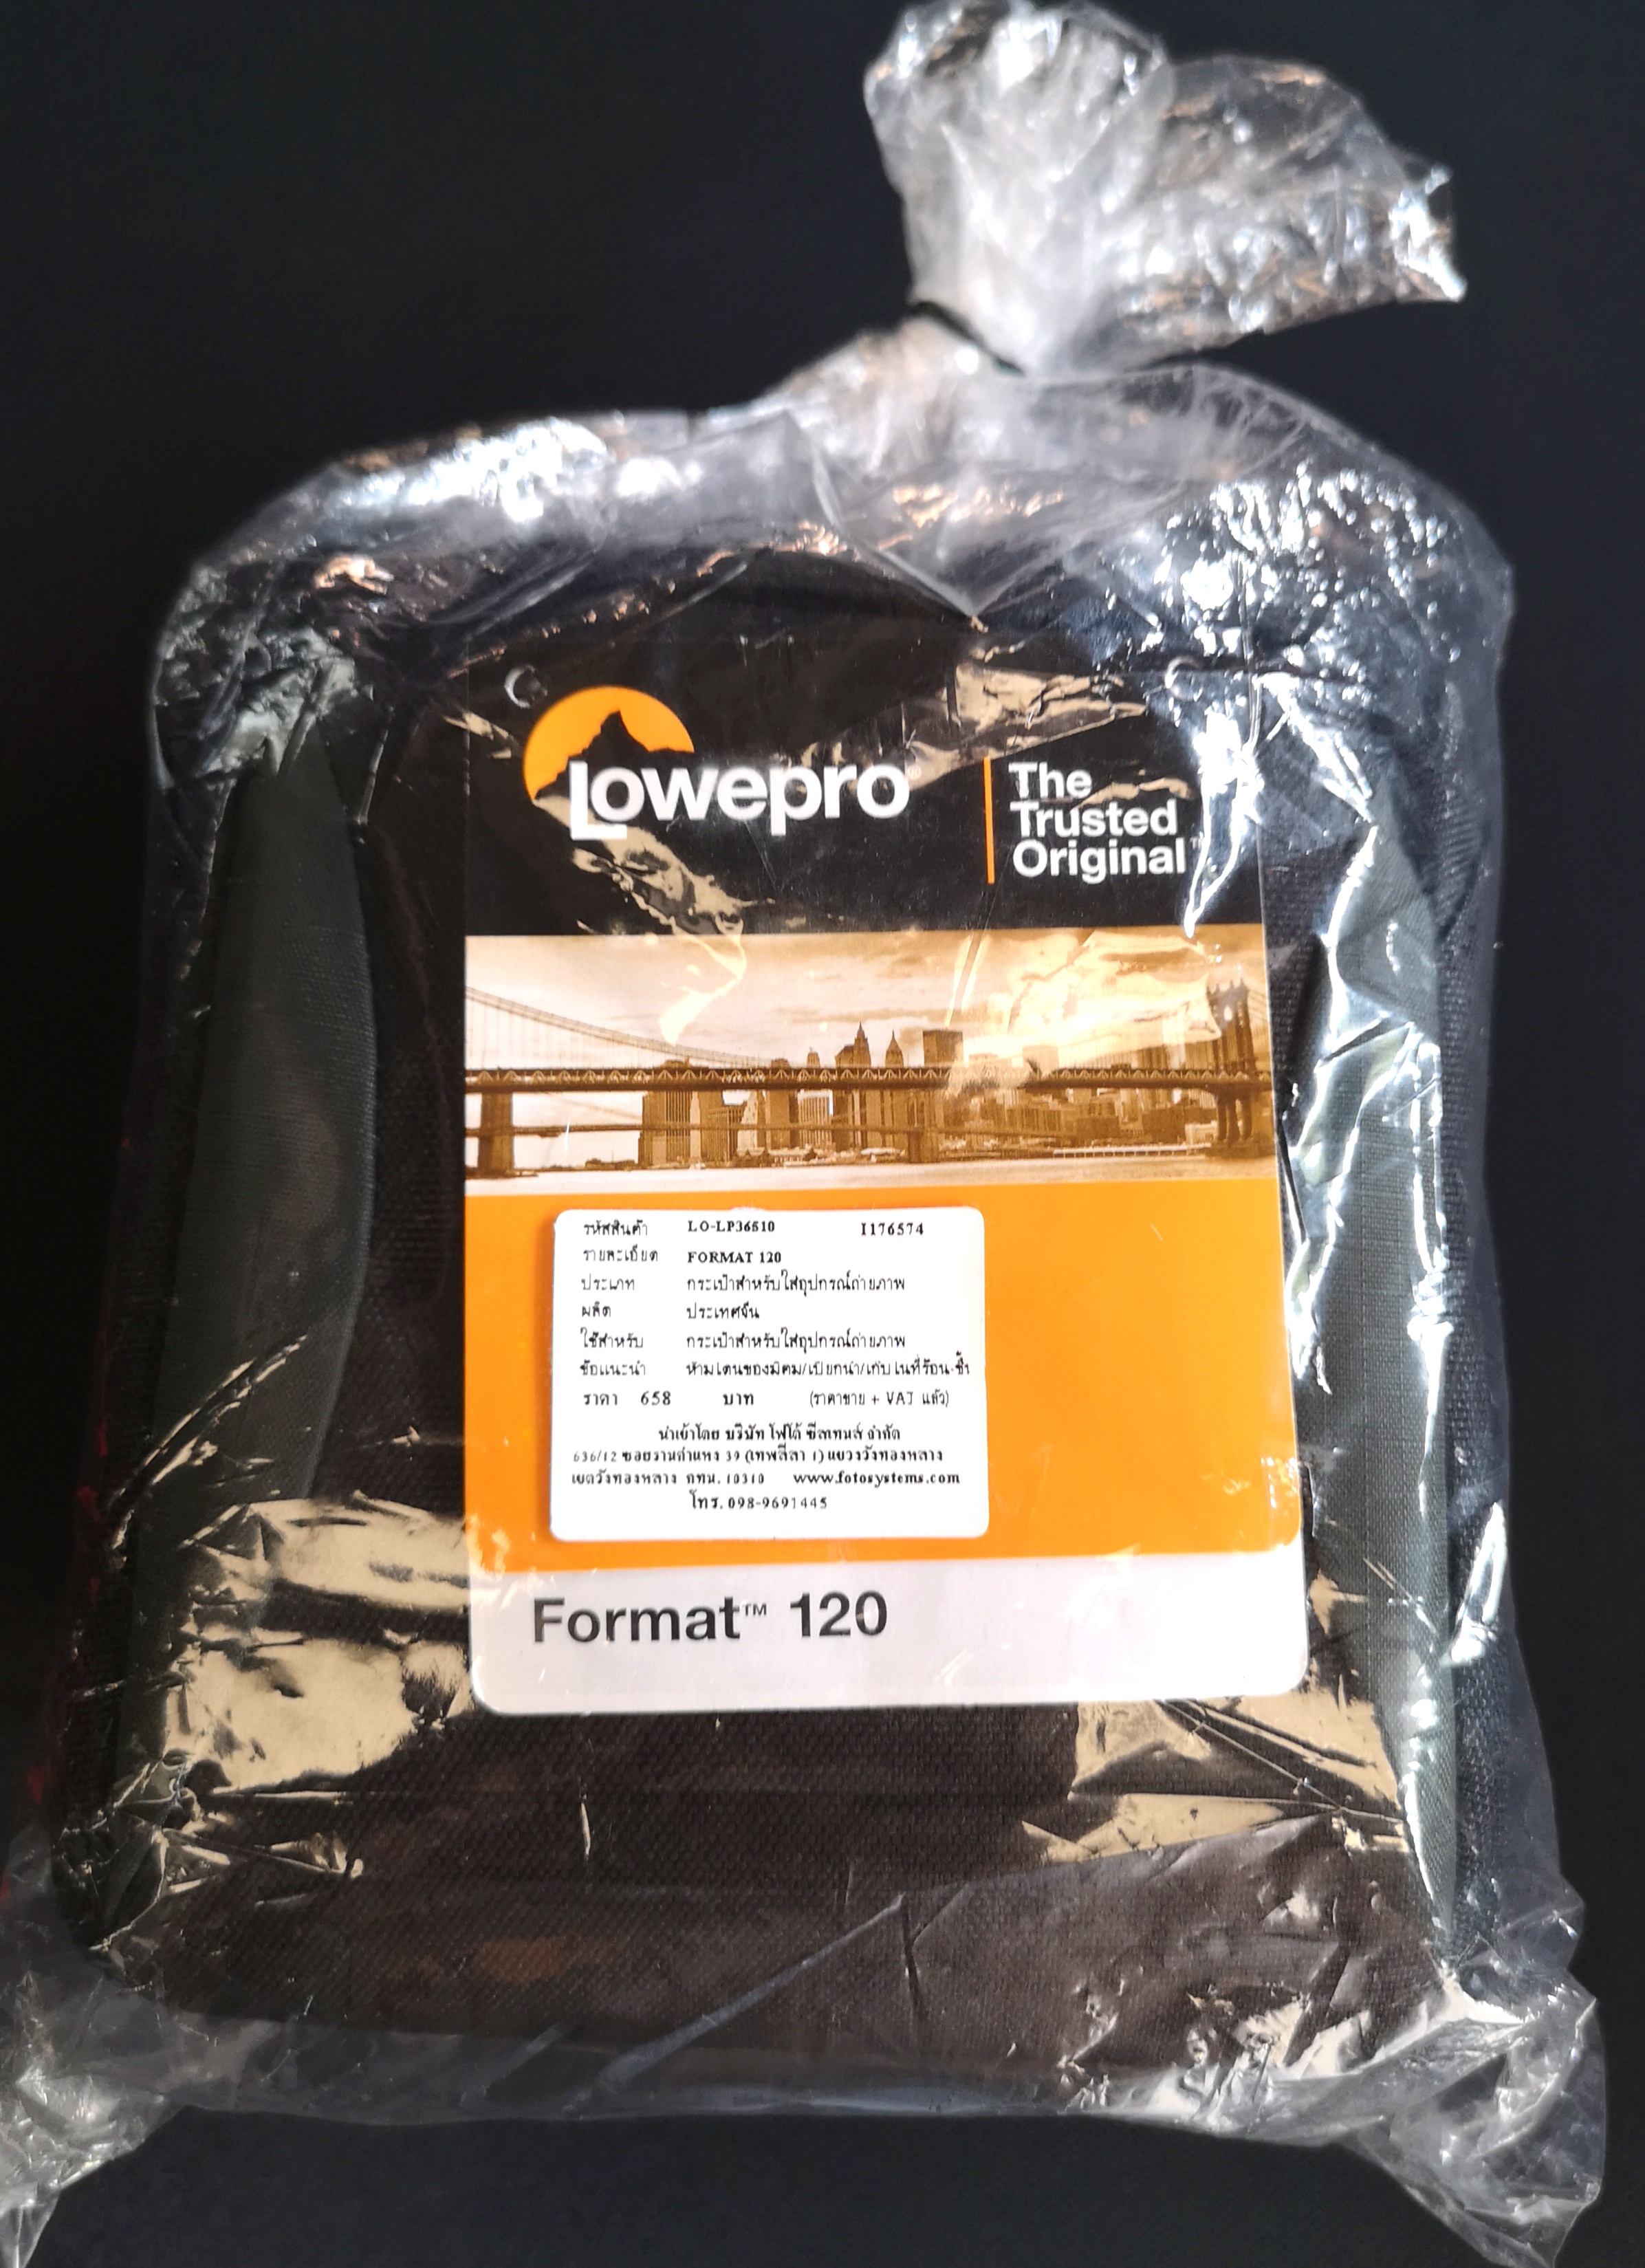 Lowepro®
The
Trusted
Original™
รหัสสินค้า LO-LP36510 I176574
รายละเอียด FORMAT 120
ประเภท กระเป๋าสำหรับใส่อุปกรณ์ถ่ายภาพ
ผลิต ประเทศจีน
ใช้สำหรับ กระเป๋าสำหรับใส่อุปกรณ์ถ่ายภาพ
ข้อแนะนำ ห้ามโดนของมีคม/เปียกน้ำ/เก็บในที่ร้อน-ชื้น
ราคา 658 บาท (ราคาขาย + VAT แล้ว)
นำเข้าโดย บริษัท โฟโต้ ซีสเทมส์ จำกัด
636/12 ซอยรามคำแหง 39 (เทพลีลา 1) แขวงวังทองหลาง
เขตวังทองหลาง กทม. 10310 www.fotosystems.com
โทร. 098-9691445
Format™ 120